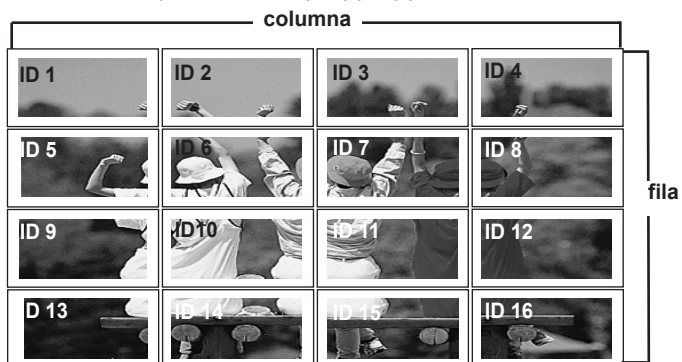 columna
ID 1 ID 2 ID 3 ID 4
ID 5 ID 6 ID 7 ID 8
fila
ID 9 ID10 ID 11 ID 12
D 13 ID 14 ID 15 ID 16